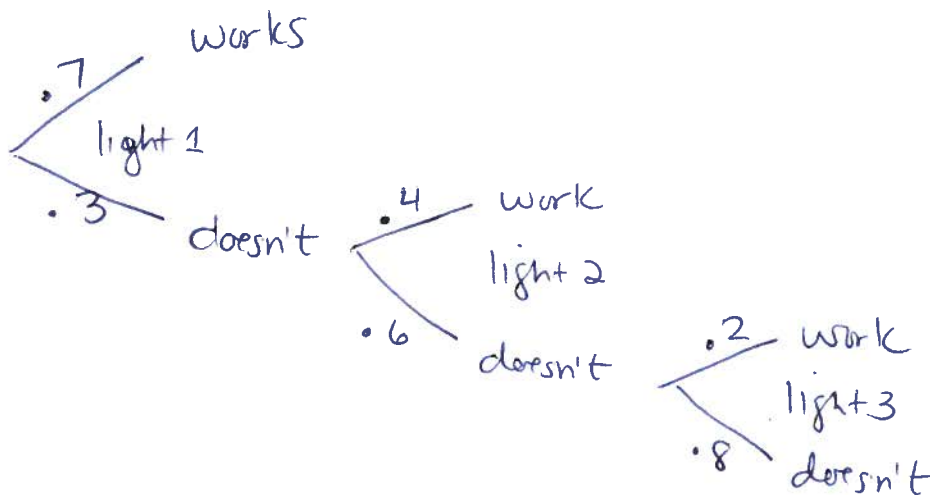 works
.7
light 1
.3
doesn't
.4
work
light 2
.6
doesn't
.2
work
light 3
.8
doesn't